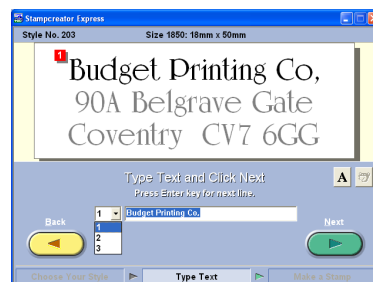 Stampcreator Express
Style No. 203 Size 1850: 18mm x 50mm
1
Budget Printing Co,
90A Belgrave Gate
Coventry CV7 6GG
Type Text and Click Next
Press Enter key for next line.
A
Back 1 Budget Printing Co, Next
1
2
3
Choose Your Style Type Text Make a Stamp